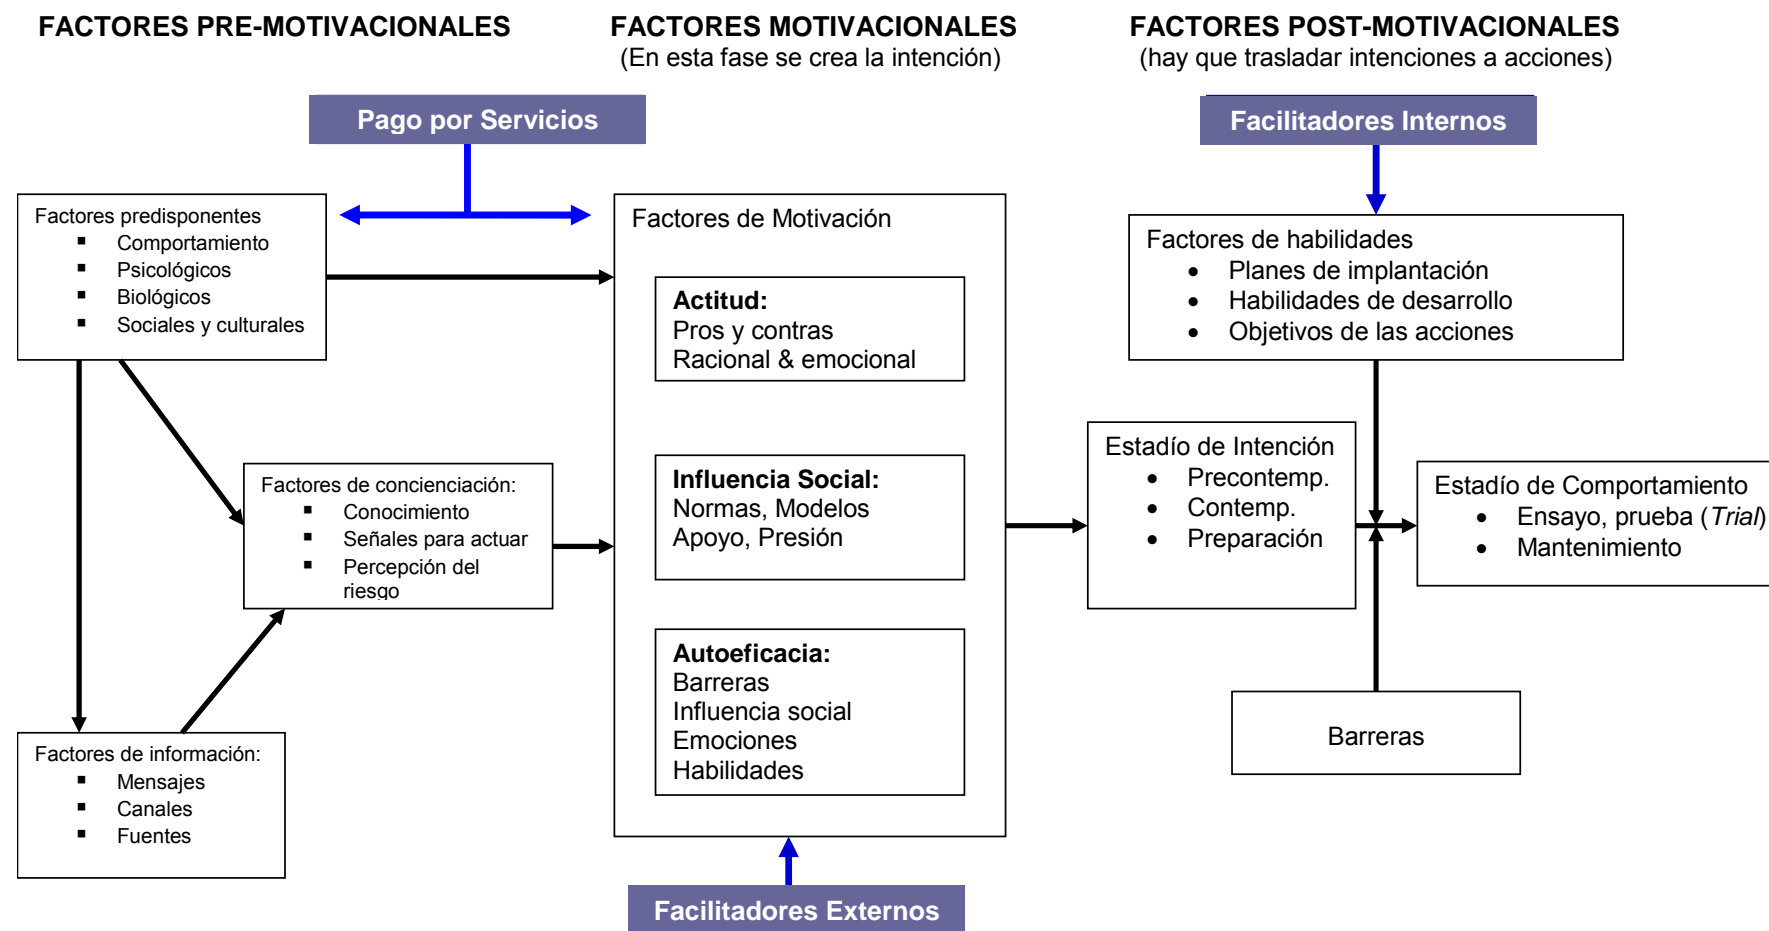 FACTORES PRE-MOTIVACIONALES
FACTORES MOTIVACIONALES
(En esta fase se crea la intención)
FACTORES POST-MOTIVACIONALES
(hay que trasladar intenciones a acciones)
Pago por Servicios
Facilitadores Internos
Factores predisponentes
▪ Comportamiento
▪ Psicológicos
▪ Biológicos
▪ Sociales y culturales
Factores de concienciación:
▪ Conocimiento
▪ Señales para actuar
▪ Percepción del
riesgo
Factores de información:
▪ Mensajes
▪ Canales
▪ Fuentes
Factores de Motivación
Actitud:
Pros y contras
Racional & emocional
Influencia Social:
Normas, Modelos
Apoyo, Presión
Autoeficacia:
Barreras
Influencia social
Emociones
Habilidades
Facilitadores Externos
Factores de habilidades
• Planes de implantación
• Habilidades de desarrollo
• Objetivos de las acciones
Estadío de Intención
• Precontemp.
• Contemp.
• Preparación
Estadío de Comportamiento
• Ensayo, prueba (Trial)
• Mantenimiento
Barreras